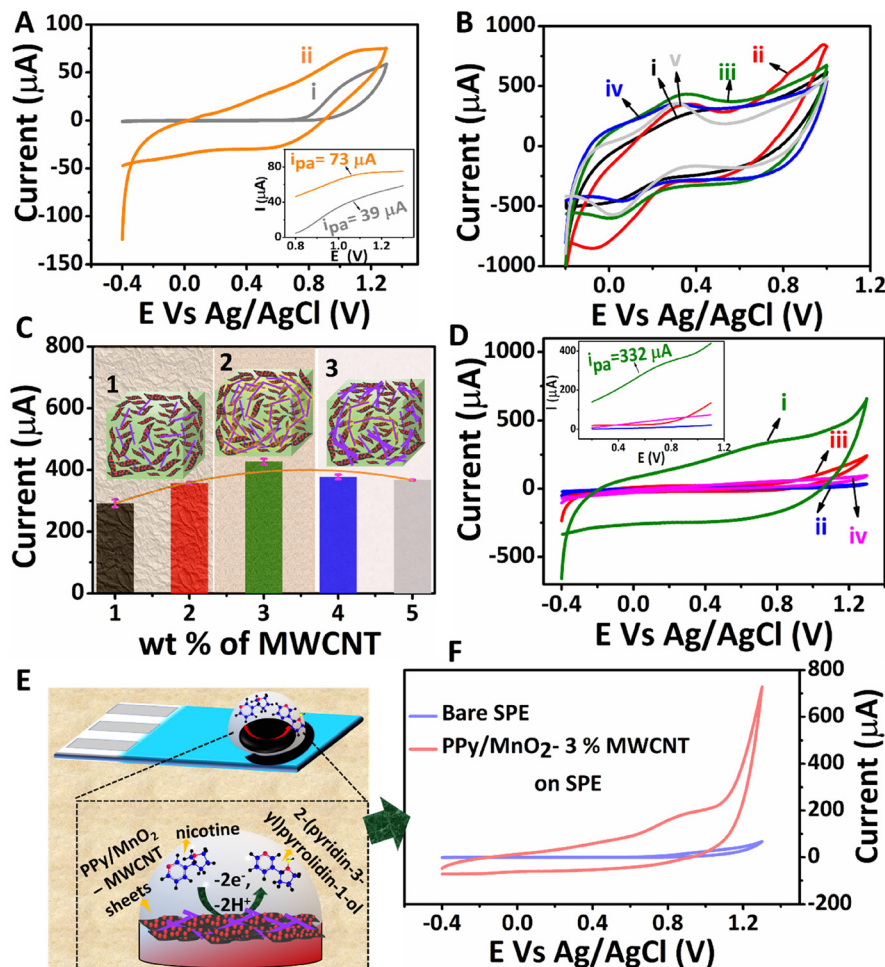 A
100
50
0
-50
-100
-150
Current (µA)
ii
i
ipa= 73 µA
ipa= 39 µA
80
40
0
I (µA)
0.8 1.0 1.2
E (V)
-0.4 0.0 0.4 0.8 1.2
E Vs Ag/AgCl (V)
B
1000
500
0
-500
-1000
Current (µA)
iv
i
v
iii
ii
0.0 0.4 0.8 1.2
E Vs Ag/AgCl (V)
C
800
600
400
200
0
Current (µA)
1
2
3
1 2 3 4 5
wt % of MWCNT
D
1000
500
0
-500
Current (µA)
ipa=332 µA
400
200
0
I (µA)
0.4 0.8 1.2
E (V)
i
iii
ii
iv
-0.4 0.0 0.4 0.8 1.2
E Vs Ag/AgCl (V)
E
PPy/MnO2
– MWCNT
sheets
nicotine
2-(pyridin-3-
yl)pyrrolidin-1-ol
-2e-,
-2H+
F
Bare SPE
PPy/MnO2- 3 % MWCNT
on SPE
800
600
400
200
0
-200
Current (µA)
-0.4 0.0 0.4 0.8 1.2
E Vs Ag/AgCl (V)